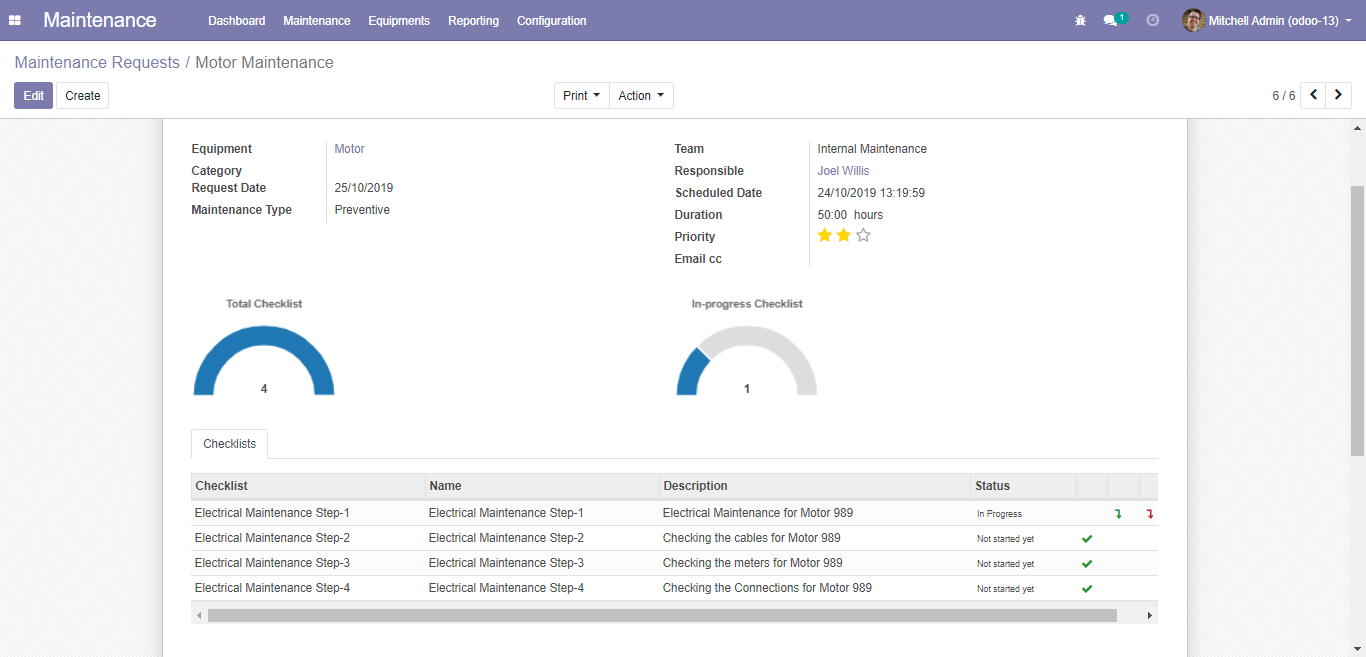 Maintenance Dashboard Maintenance Equipments Reporting Configuration 1 Mitchell Admin (odoo-13)
Maintenance Requests / Motor Maintenance
Edit Create Print Action 6 / 6
Equipment Motor
Category
Request Date 25/10/2019
Maintenance Type Preventive
Team Internal Maintenance
Responsible Joel Willis
Scheduled Date 24/10/2019 13:19:59
Duration 50:00 hours
Priority
Email cc
Total Checklist
4
In-progress Checklist
1
Checklists
Checklist Name Description Status
Electrical Maintenance Step-1 Electrical Maintenance Step-1 Electrical Maintenance for Motor 989 In Progress
Electrical Maintenance Step-2 Electrical Maintenance Step-2 Checking the cables for Motor 989 Not started yet
Electrical Maintenance Step-3 Electrical Maintenance Step-3 Checking the meters for Motor 989 Not started yet
Electrical Maintenance Step-4 Electrical Maintenance Step-4 Checking the Connections for Motor 989 Not started yet